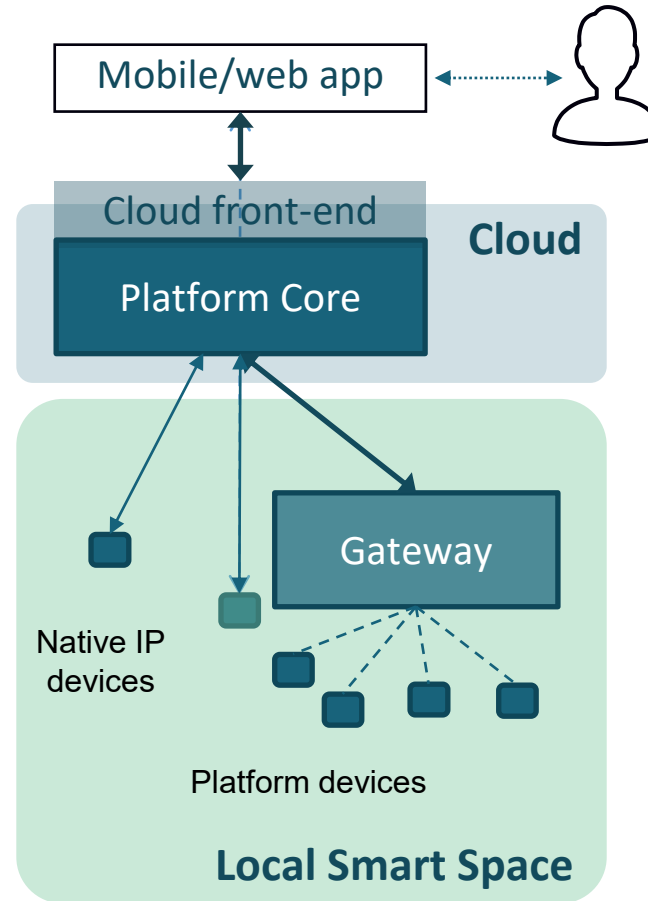 Mobile/web app
Cloud front-end
Cloud
Platform Core
Gateway
Native IP
devices
Platform devices
Local Smart Space